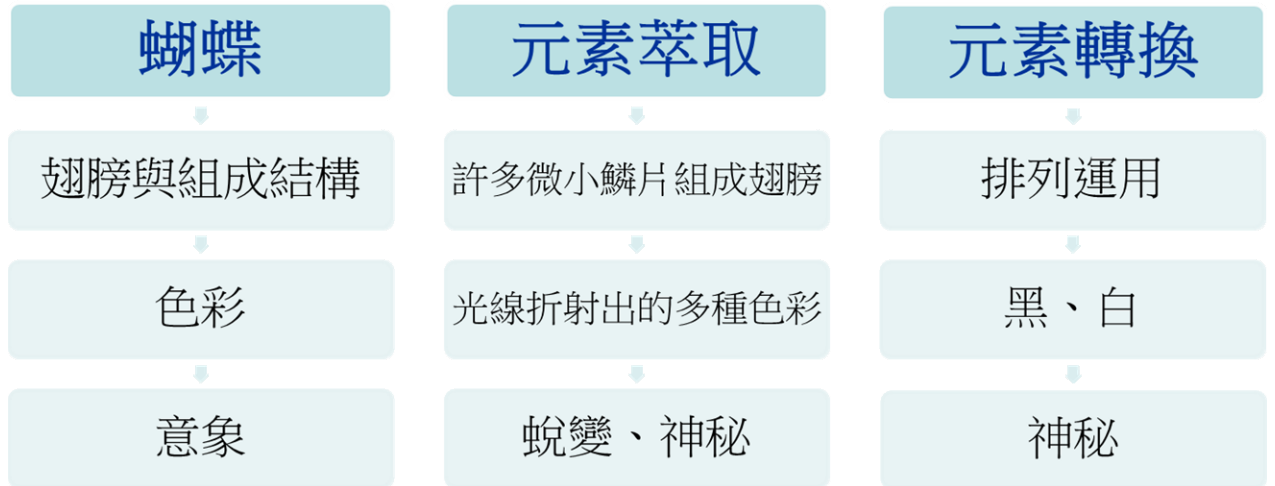 蝴蝶
翅膀與組成結構
色彩
意象
元素萃取
許多微小鱗片組成翅膀
光線折射出的多種色彩
蛻變、神秘
元素轉換
排列運用
黑、白
神秘